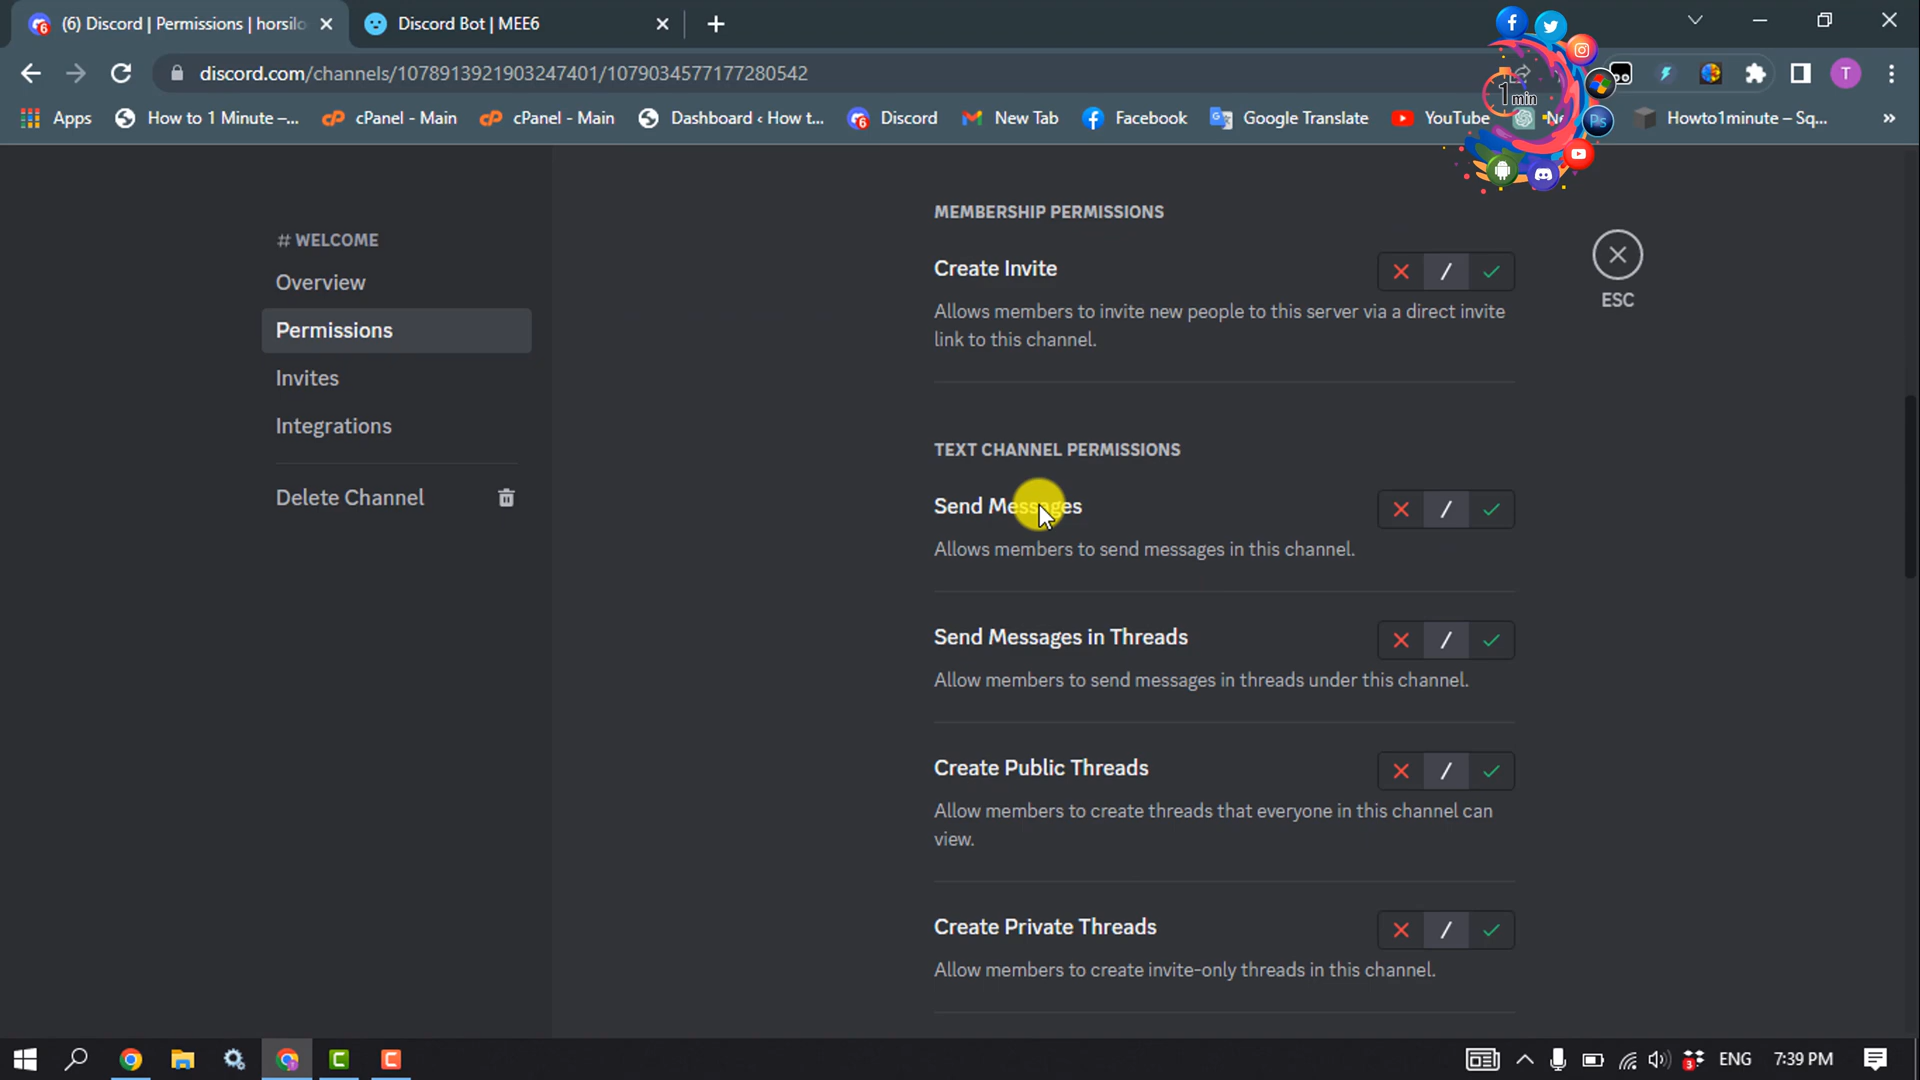 (6) Discord | Permissions | horsilo
Discord Bot | MEE6
discord.com/channels/1078913921903247401/1079034577177280542
T
1 min
Apps
How to 1 Minute –...
cPanel - Main
cPanel - Main
Dashboard ‹ How t...
Discord
New Tab
Facebook
Google Translate
YouTube
Ps
Howto1minute – Sq...
»
# WELCOME
Overview
Permissions
Invites
Integrations
Delete Channel
MEMBERSHIP PERMISSIONS
Create Invite
Allows members to invite new people to this server via a direct invite
link to this channel.
ESC
TEXT CHANNEL PERMISSIONS
Send Messages
Allows members to send messages in this channel.
Send Messages in Threads
Allow members to send messages in threads under this channel.
Create Public Threads
Allow members to create threads that everyone in this channel can
view.
Create Private Threads
Allow members to create invite-only threads in this channel.
ENG
7:39 PM